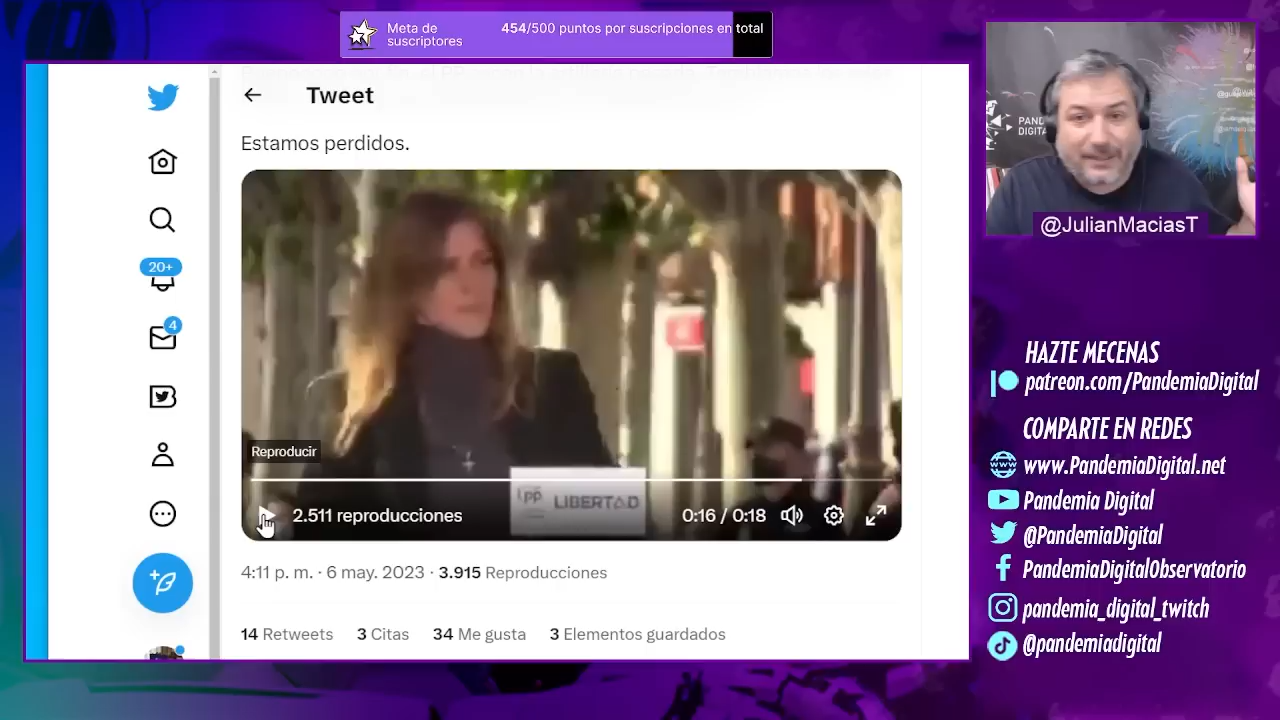 Meta de
suscriptores
454/500 puntos por suscripciones en total
Tweet
Estamos perdidos.
20+
4
Reproducir
2.511 reproducciones
pp
LIBERTAD
0:16 / 0:18
4:11 p. m. · 6 may. 2023 · 3.915 Reproducciones
14 Retweets 3 Citas 34 Me gusta 3 Elementos guardados
PAND
DIGITA
@JulianMaciasT
HAZTE MECENAS
patreon.com/PandemiaDigital
COMPARTE EN REDES
www.PandemiaDigital.net
Pandemia Digital
@PandemiaDigital
PandemiaDigitalObservatorio
pandemia_digital_twitch
@pandemiadigital